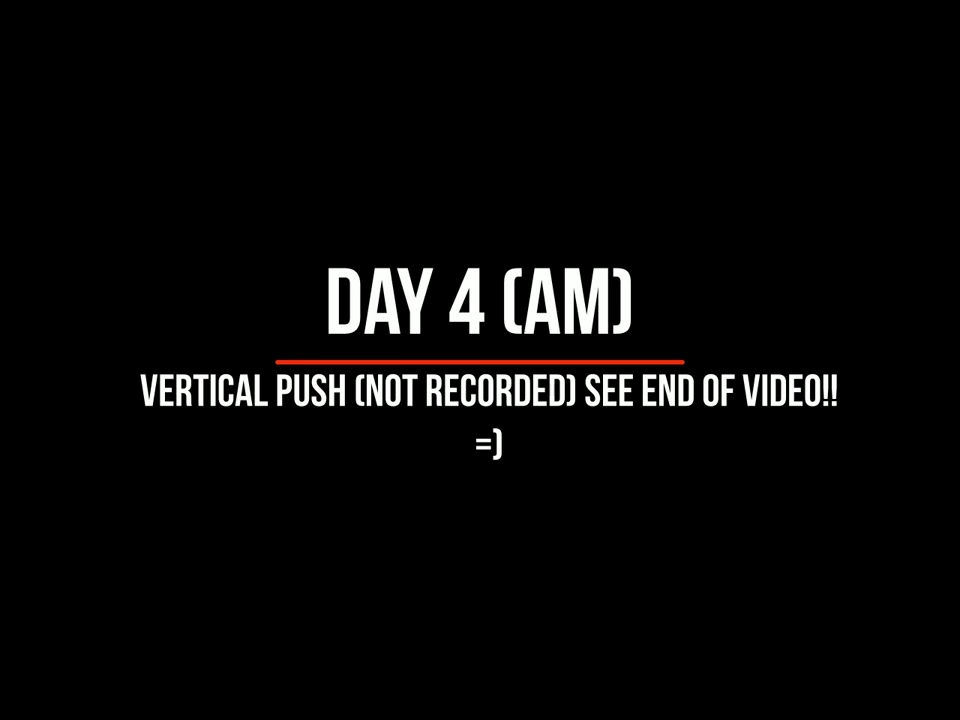 DAY 4 (AM)
VERTICAL PUSH (NOT RECORDED) SEE END OF VIDEO!!
=)